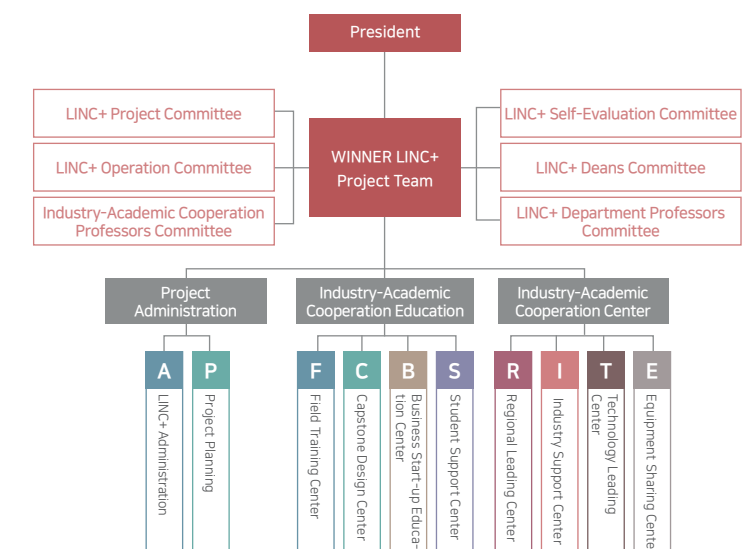 President
LINC+ Project Committee
LINC+ Self-Evaluation Committee
WINNER LINC+
Project Team
LINC+ Operation Committee
LINC+ Deans Committee
Industry-Academic Cooperation
Professors Committee
LINC+ Department Professors
Committee
Project
Administration
Industry-Academic
Cooperation Education
Industry-Academic
Cooperation Center
A
P
F
C
B
S
R
I
T
E
LINC+ Administration
Project Planning
Field Training Center
Capstone Design Center
Business Start-up Educa-
tion Center
Student Support Center
Regional Leading Center
Industry Support Center
Technology Leading
Center
Equipment Sharing Cente